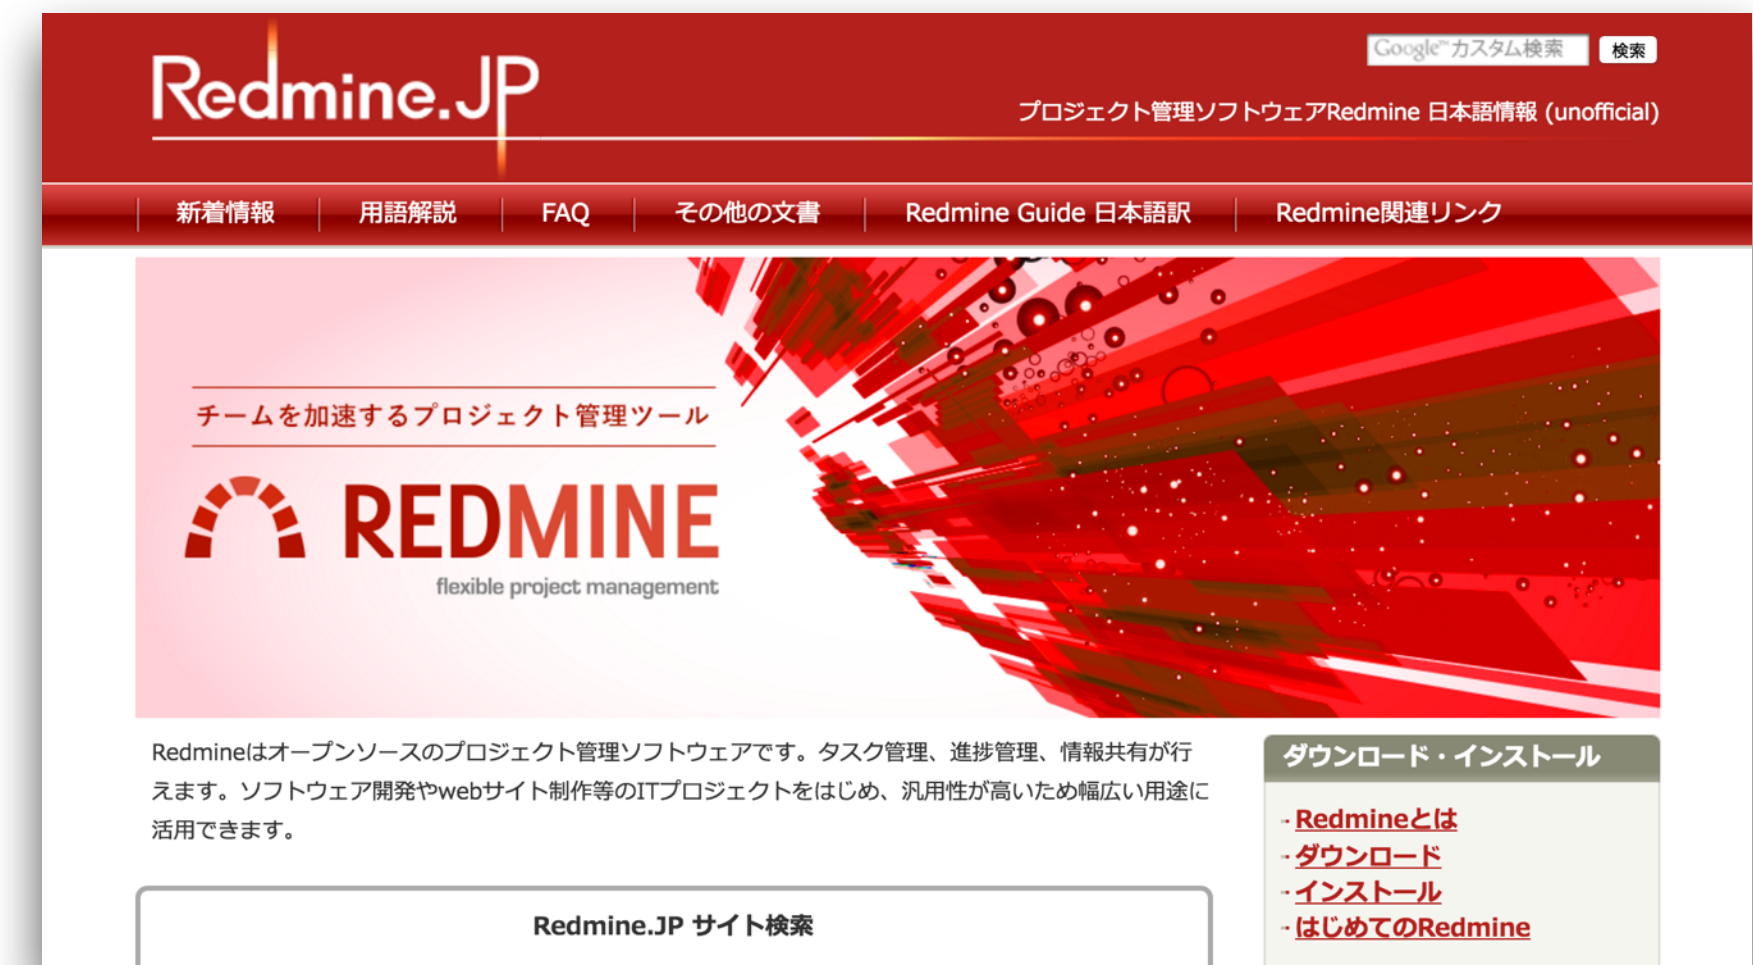 Redmine.JP
Google™カスタム検索
検索
プロジェクト管理ソフトウェアRedmine 日本語情報 (unofficial)
新着情報
用語解説
FAQ
その他の文書
Redmine Guide 日本語訳
Redmine関連リンク
チームを加速するプロジェクト管理ツール
REDMINE
flexible project management
Redmineはオープンソースのプロジェクト管理ソフトウェアです。タスク管理、進捗管理、情報共有が行
えます。ソフトウェア開発やwebサイト制作等のITプロジェクトをはじめ、汎用性が高いため幅広い用途に
活用できます。
Redmine.JP サイト検索
ダウンロード・インストール
Redmineとは
ダウンロード
インストール
はじめてのRedmine